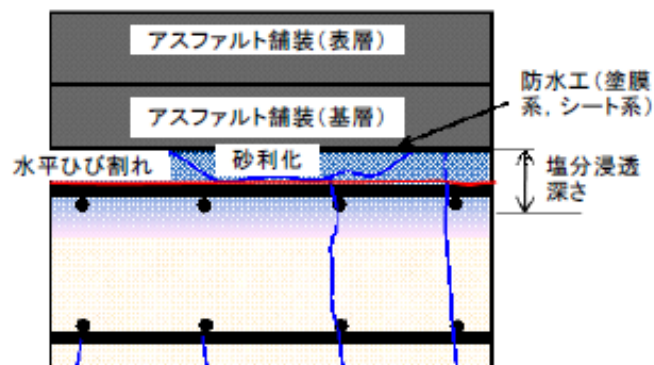 アスファルト舗装(表層)
アスファルト舗装(基層)
防水工(塗膜
系，シート系)
水平ひび割れ
砂利化
塩分浸透
深さ